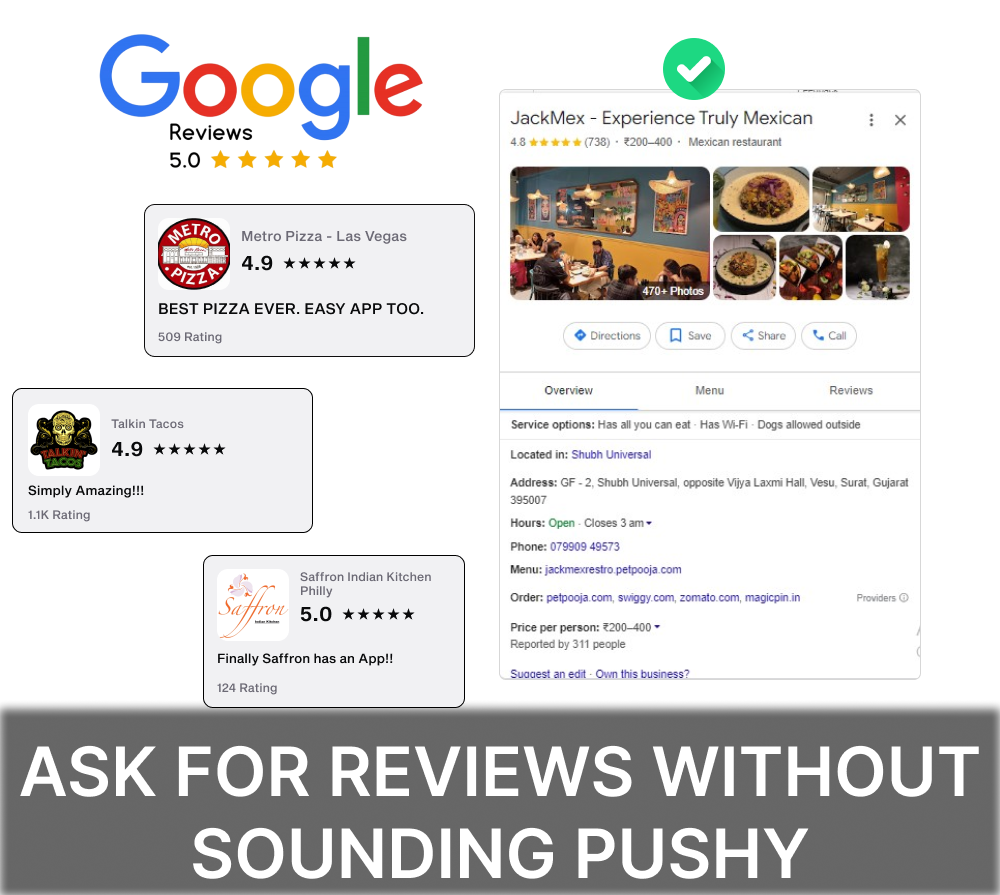 Google
Reviews
5.0
METRO
PIZZA
Metro Pizza - Las Vegas
4.9 ★★★★★
BEST PIZZA EVER. EASY APP TOO.
509 Rating
TALKIN'
TACOS
Talkin Tacos
4.9 ★★★★★
Simply Amazing!!!
1.1K Rating
Saffron
Indian Kitchen
Saffron Indian Kitchen
Philly
5.0 ★★★★★
Finally Saffron has an App!!
124 Rating
JackMex - Experience Truly Mexican
4.8 ★★★★★ (738) · ₹200–400 · Mexican restaurant
470+ Photos
Directions Save Share Call
Overview Menu Reviews
Service options: Has all you can eat · Has Wi-Fi · Dogs allowed outside
Located in: Shubh Universal
Address: GF - 2, Shubh Universal, opposite Vijya Laxmi Hall, Vesu, Surat, Gujarat
395007
Hours: Open · Closes 3 am
Phone: 079909 49573
Menu: jackmexrestro.petpooja.com
Order: petpooja.com, swiggy.com, zomato.com, magicpin.in Providers
Price per person: ₹200–400
Reported by 311 people
Suggest an edit · Own this business?
ASK FOR REVIEWS WITHOUT
SOUNDING PUSHY